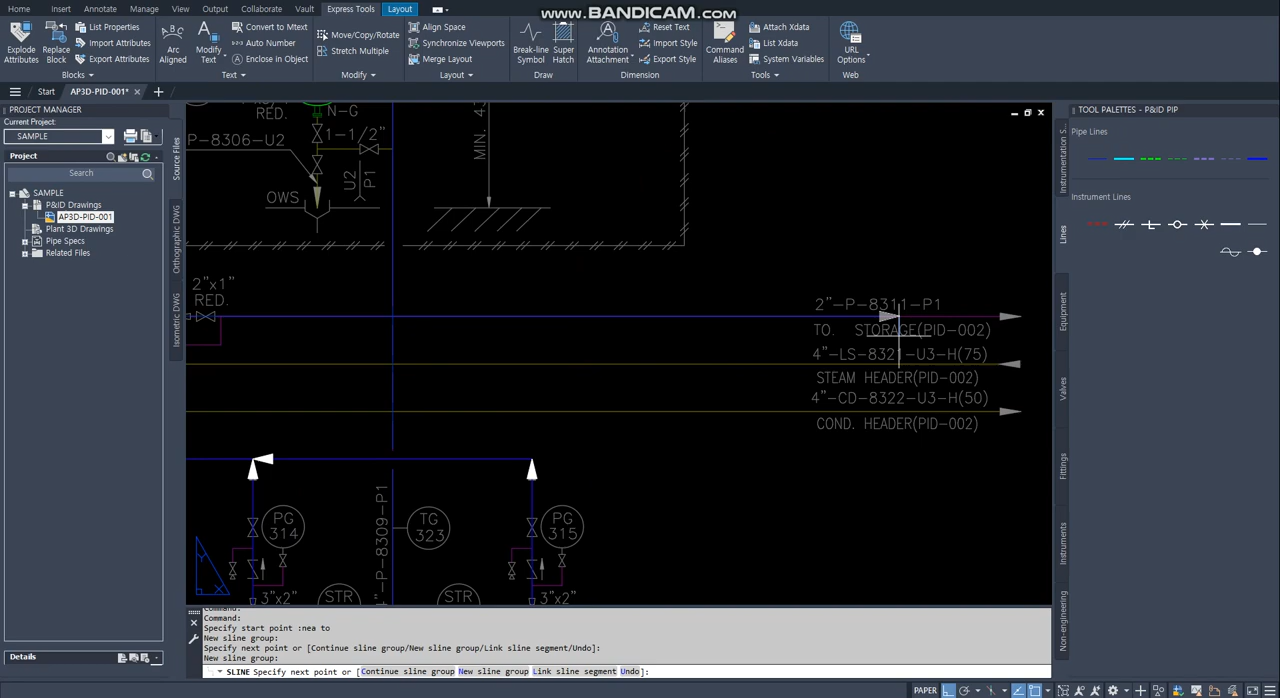 www.BANDICAM.com
Home Insert Annotate Manage View Output Collaborate Vault Express Tools Layout
Explode Attributes
Replace Block
List Properties
Import Attributes
Export Attributes
Blocks
Arc Aligned
Modify Text
Convert to Mtext
Auto Number
Enclose in Object
Text
Move/Copy/Rotate
Stretch Multiple
Modify
Align Space
Synchronize Viewports
Merge Layout
Layout
Break-line Symbol
Super Hatch
Draw
Annotation Attachment
Reset Text
Import Style
Export Style
Dimension
Command Aliases
Attach Xdata
List Xdata
System Variables
Tools
URL Options
Web
Start AP3D-PID-001*
PROJECT MANAGER
Current Project:
SAMPLE
Project
Search
SAMPLE
P&ID Drawings
AP3D-PID-001
Plant 3D Drawings
Pipe Specs
Related Files
Details
Source Files
Orthographic DWG
Isometric DWG
RED.
N-G
1-1/2"
P-8306-U2
U2
P1
OWS
MIN.
2"x1"
RED.
2"-P-8311-P1
TO. STORAGE(PID-002)
4"-LS-8321-U3-H(75)
STEAM HEADER(PID-002)
4"-CD-8322-U3-H(50)
COND. HEADER(PID-002)
PG 314
-P-8309-P1
TG 323
PG 315
3"x2"
STR
STR
3"x2"
Y
X
TOOL PALETTES - P&ID PIP
Pipe Lines
Instrument Lines
Instrumentation S...
Lines
Equipment
Valves
Fittings
Instruments
Non-engineering
Command:
Command:
Specify start point :nea to
New sline group:
Specify next point or [Continue sline group/New sline group/Link sline segment/Undo]:
New sline group:
SLINE Specify next point or [Continue sline group New sline group Link sline segment Undo]:
PAPER